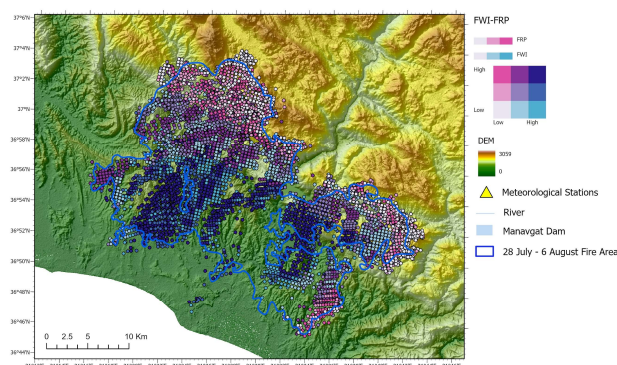 FWI-FRP
FRP
FWI
High
Low
Low High
DEM
3059
0
Meteorological Stations
River
Manavgat Dam
28 July - 6 August Fire Area
37°6'N
37°4'N
37°2'N
37°N
36°58'N
36°56'N
36°54'N
36°52'N
36°50'N
36°48'N
36°46'N
36°44'N
0 2.5 5 10 Km